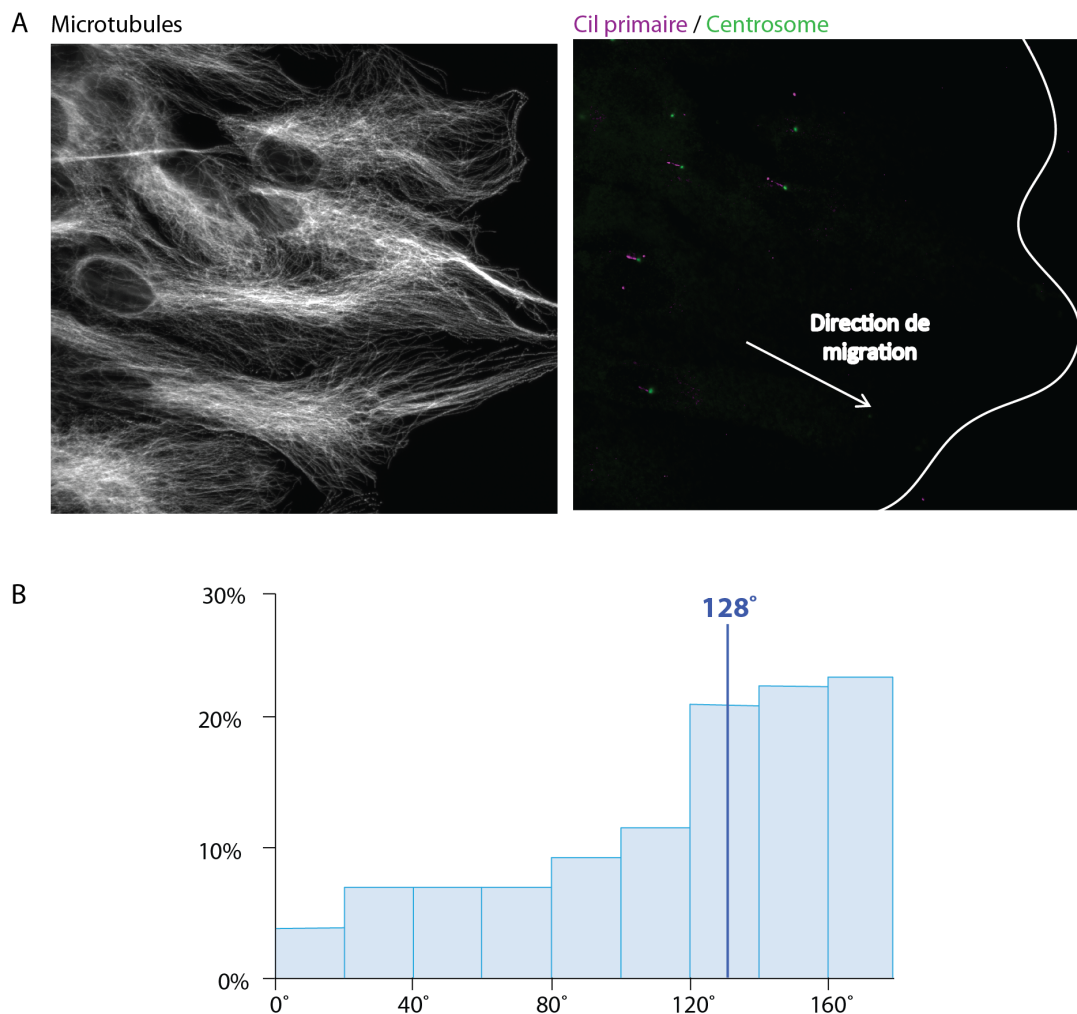 A
Microtubules
Cil primaire / Centrosome
Direction de
migration
B
30%
20%
10%
0%
128°
0°
40°
80°
120°
160°